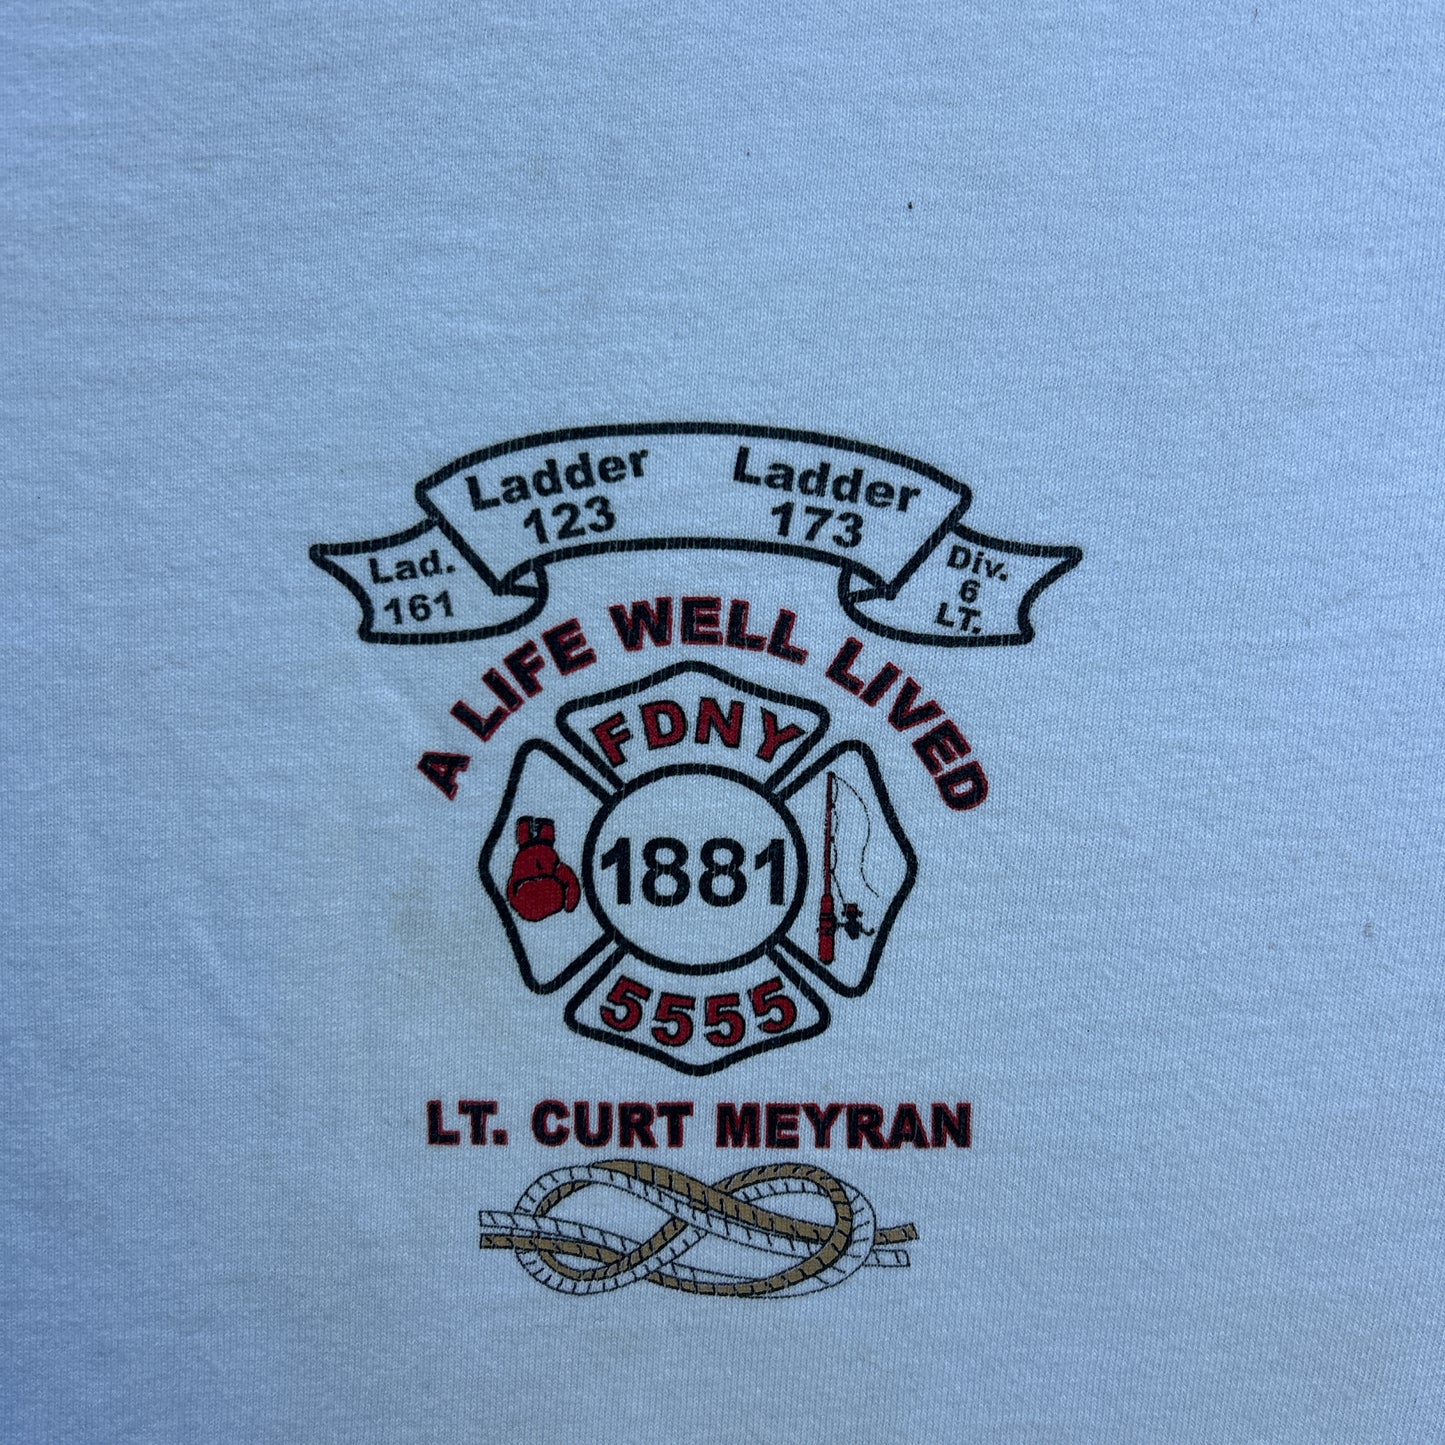 Ladder
123
Ladder
173
Lad.
161
Div.
6
LT.
A LIFE WELL LIVED
FDNY
1881
5555
LT. CURT MEYRAN